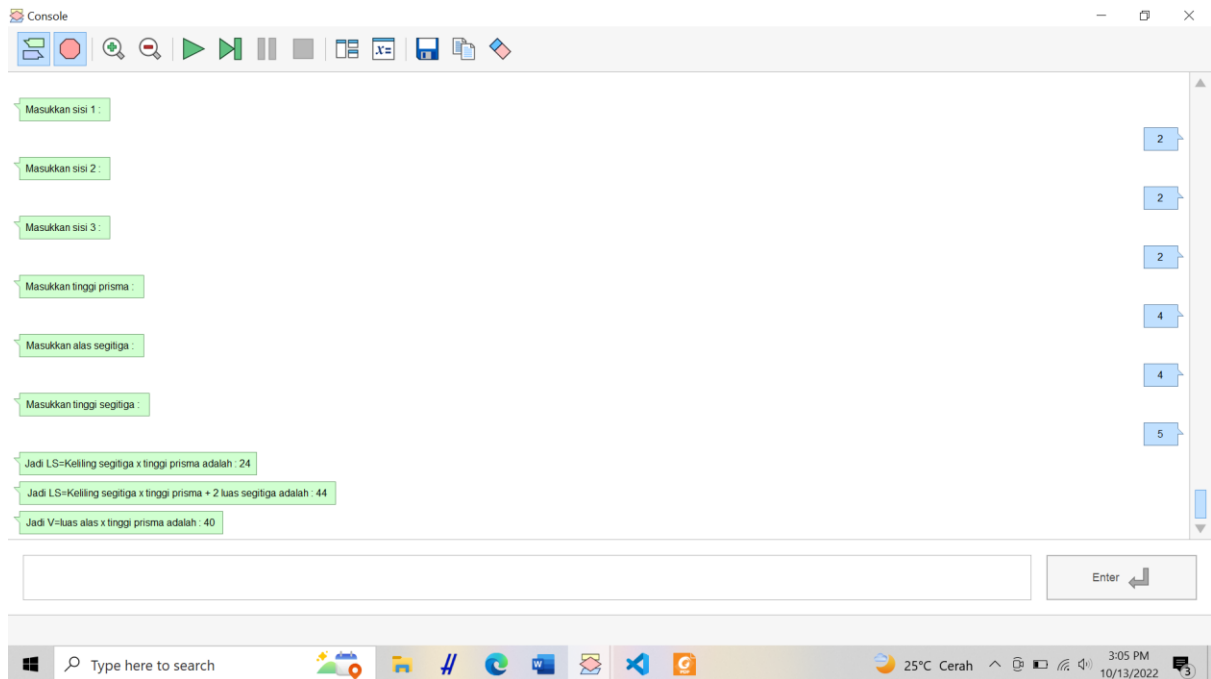 Console
x=
Masukkan sisi 1 :
2
Masukkan sisi 2 :
2
Masukkan sisi 3 :
2
Masukkan tinggi prisma :
4
Masukkan alas segitiga :
4
Masukkan tinggi segitiga :
5
Jadi LS=Keliling segitiga x tinggi prisma adalah : 24
Jadi LS=Keliling segitiga x tinggi prisma + 2 luas segitiga adalah : 44
Jadi V=luas alas x tinggi prisma adalah : 40
Enter
Type here to search
25°C Cerah
3:05 PM
10/13/2022
3